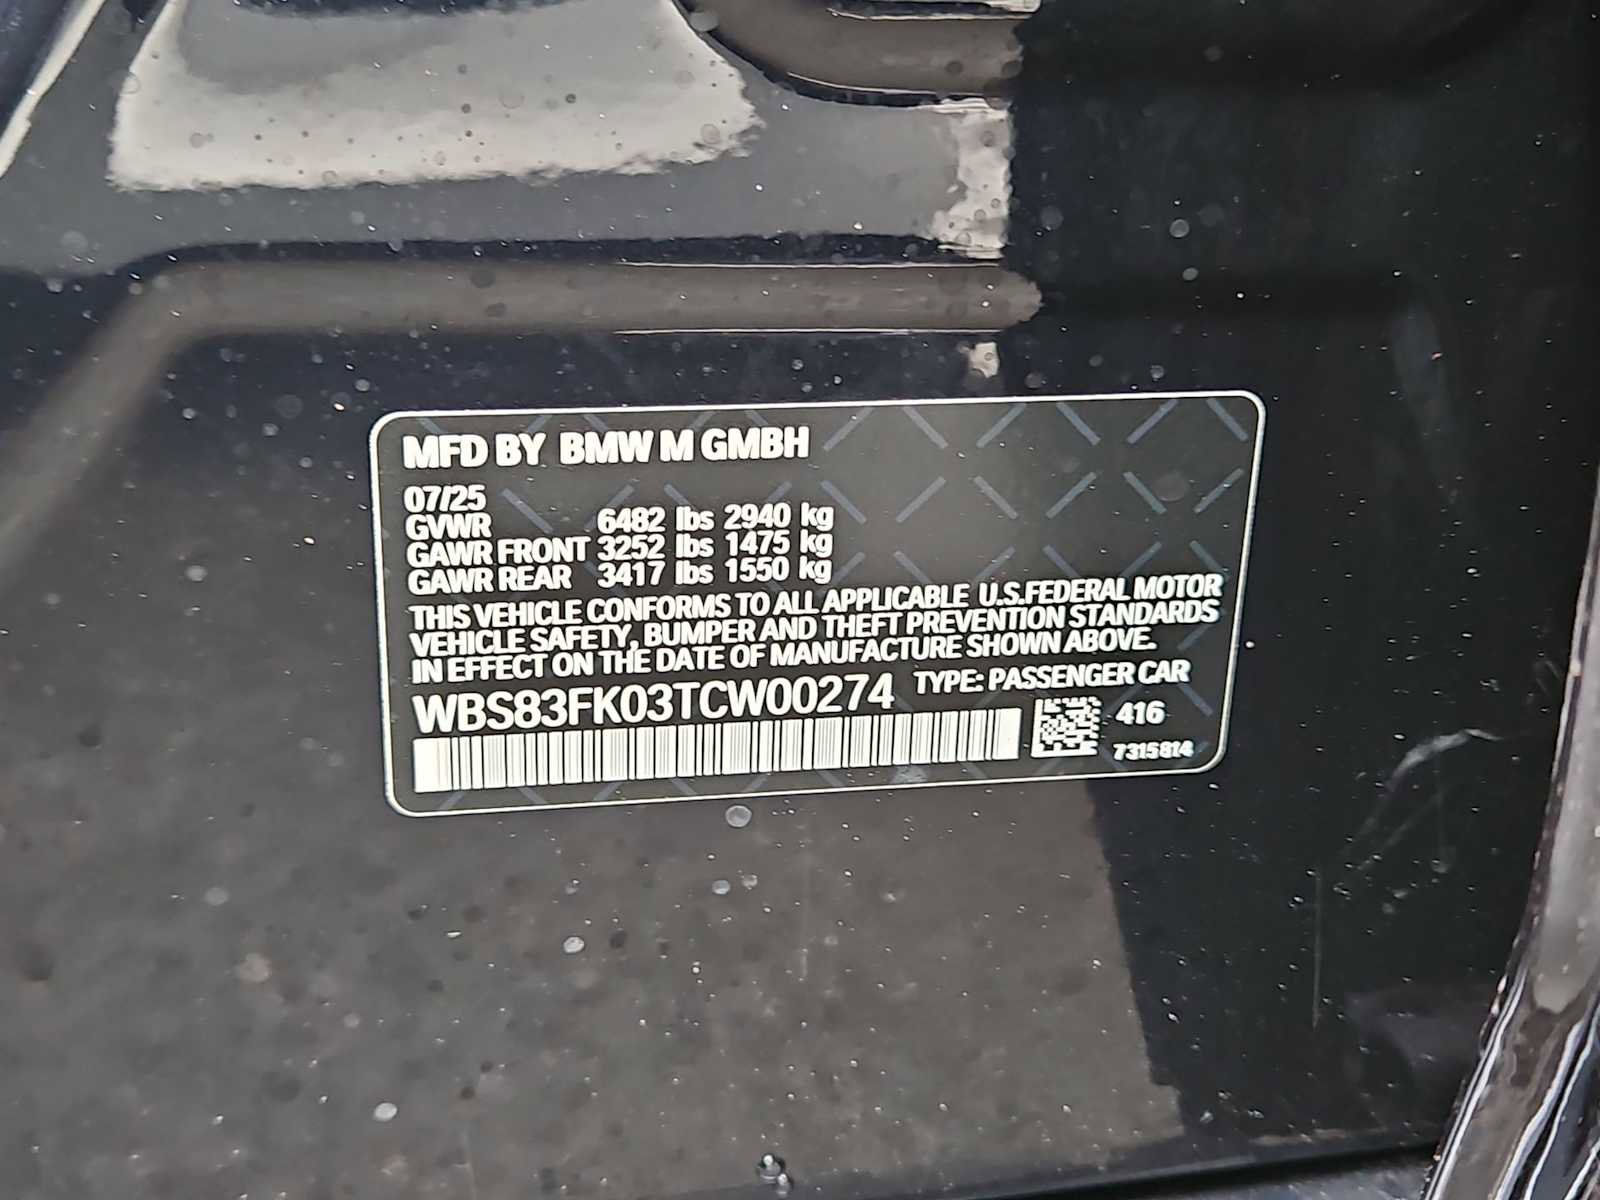 MFD BY BMW M GMBH
07/25
GVWR 6482 lbs 2940 kg
GAWR FRONT 3252 lbs 1475 kg
GAWR REAR 3417 lbs 1550 kg
THIS VEHICLE CONFORMS TO ALL APPLICABLE U.S.FEDERAL MOTOR
VEHICLE SAFETY, BUMPER AND THEFT PREVENTION STANDARDS
IN EFFECT ON THE DATE OF MANUFACTURE SHOWN ABOVE.
WBS83FK03TCW00274 TYPE: PASSENGER CAR
416
7315814